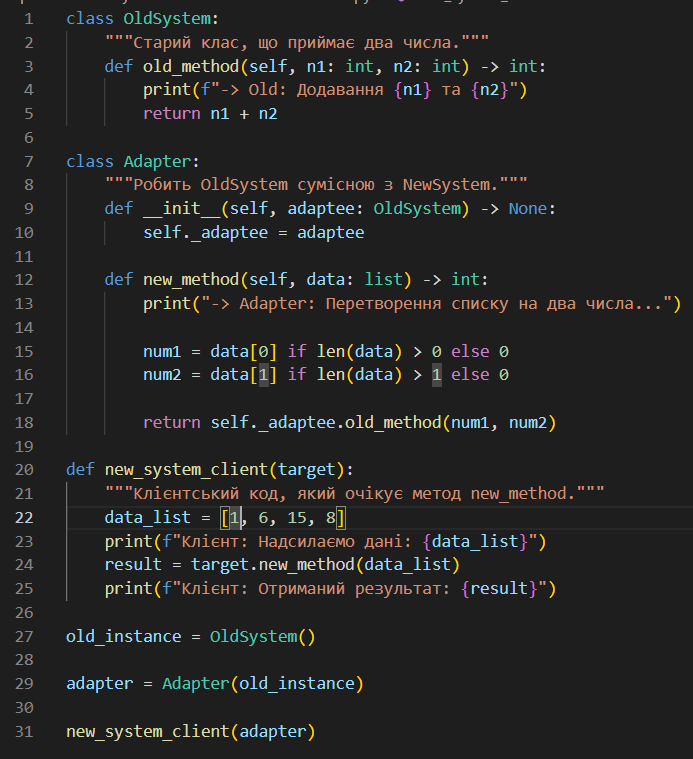 1 class OldSystem:
2     """Старий клас, що приймає два числа."""
3     def old_method(self, n1: int, n2: int) -> int:
4         print(f"-> Old: Додавання {n1} та {n2}")
5         return n1 + n2
6
7 class Adapter:
8     """Робить OldSystem сумісною з NewSystem."""
9     def __init__(self, adaptee: OldSystem) -> None:
10         self._adaptee = adaptee
11
12     def new_method(self, data: list) -> int:
13         print("-> Adapter: Перетворення списку на два числа...")
14
15         num1 = data[0] if len(data) > 0 else 0
16         num2 = data[1] if len(data) > 1 else 0
17
18         return self._adaptee.old_method(num1, num2)
19
20 def new_system_client(target):
21     """Клієнтський код, який очікує метод new_method."""
22     data_list = [1, 6, 15, 8]
23     print(f"Клієнт: Надсилаємо дані: {data_list}")
24     result = target.new_method(data_list)
25     print(f"Клієнт: Отриманий результат: {result}")
26
27 old_instance = OldSystem()
28
29 adapter = Adapter(old_instance)
30
31 new_system_client(adapter)